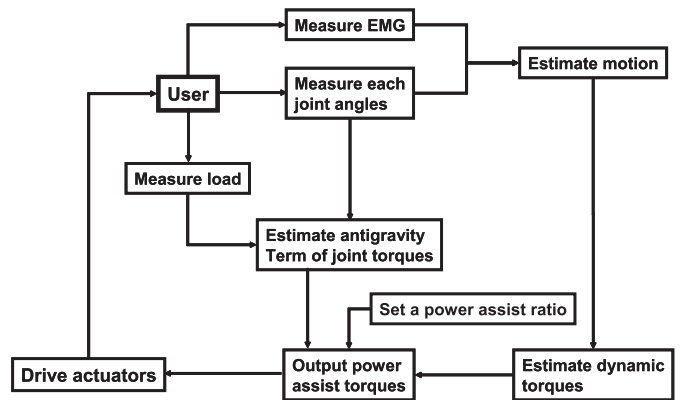 Measure EMG
Estimate motion
User
Measure each
joint angles
Measure load
Estimate antigravity
Term of joint torques
Set a power assist ratio
Drive actuators
Output power
assist torques
Estimate dynamic
torques